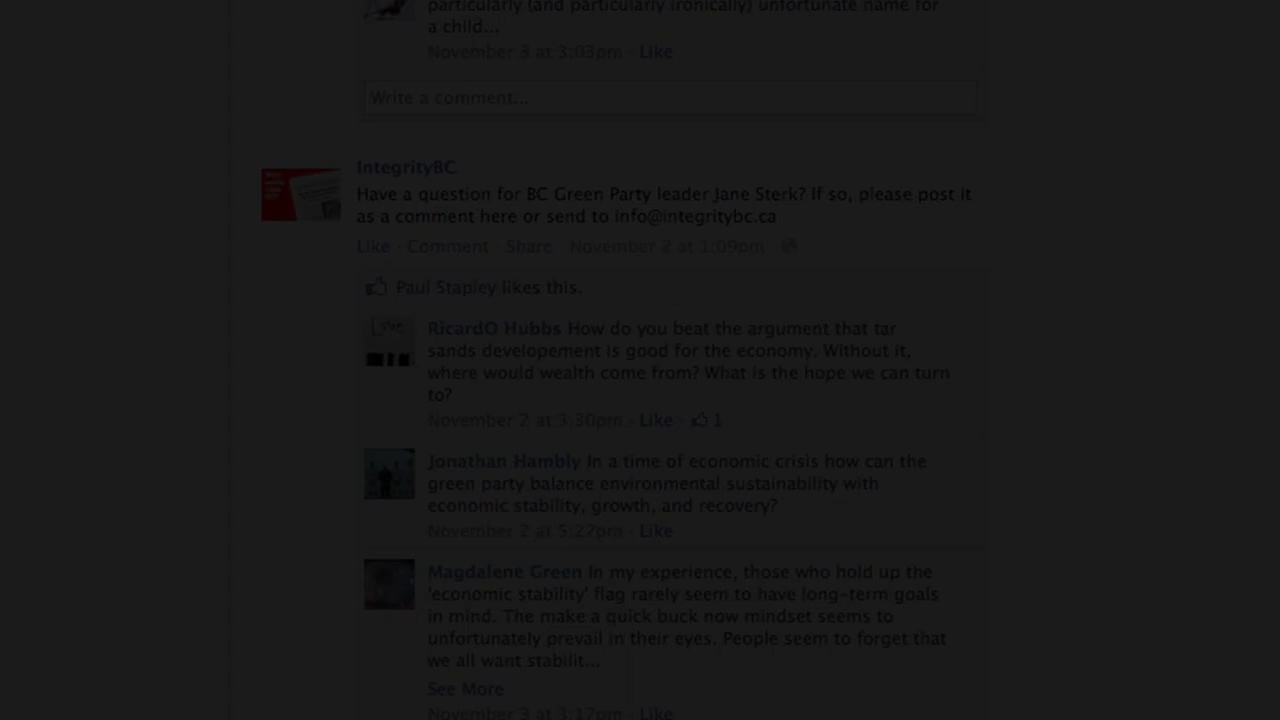 particularly (and particularly ironically) unfortunate name for
a child...
November 3 at 3:03pm · Like
Write a comment...
IntegrityBC
Have a question for BC Green Party leader Jane Sterk? If so, please post it
as a comment here or send to info@integritybc.ca
Like · Comment · Share · November 2 at 1:09pm ·
Paul Stapley likes this.
RicardO Hubbs How do you beat the argument that tar
sands developement is good for the economy. Without it,
where would wealth come from? What is the hope we can turn
to?
November 2 at 3:30pm · Like · 1
Jonathan Hambly In a time of economic crisis how can the
green party balance environmental sustainability with
economic stability, growth, and recovery?
November 2 at 5:27pm · Like
Magdalene Green In my experience, those who hold up the
'economic stability' flag rarely seem to have long-term goals
in mind. The make a quick buck now mindset seems to
unfortunately prevail in their eyes. People seem to forget that
we all want stabilit...
See More
November 3 at 3:17pm · Like